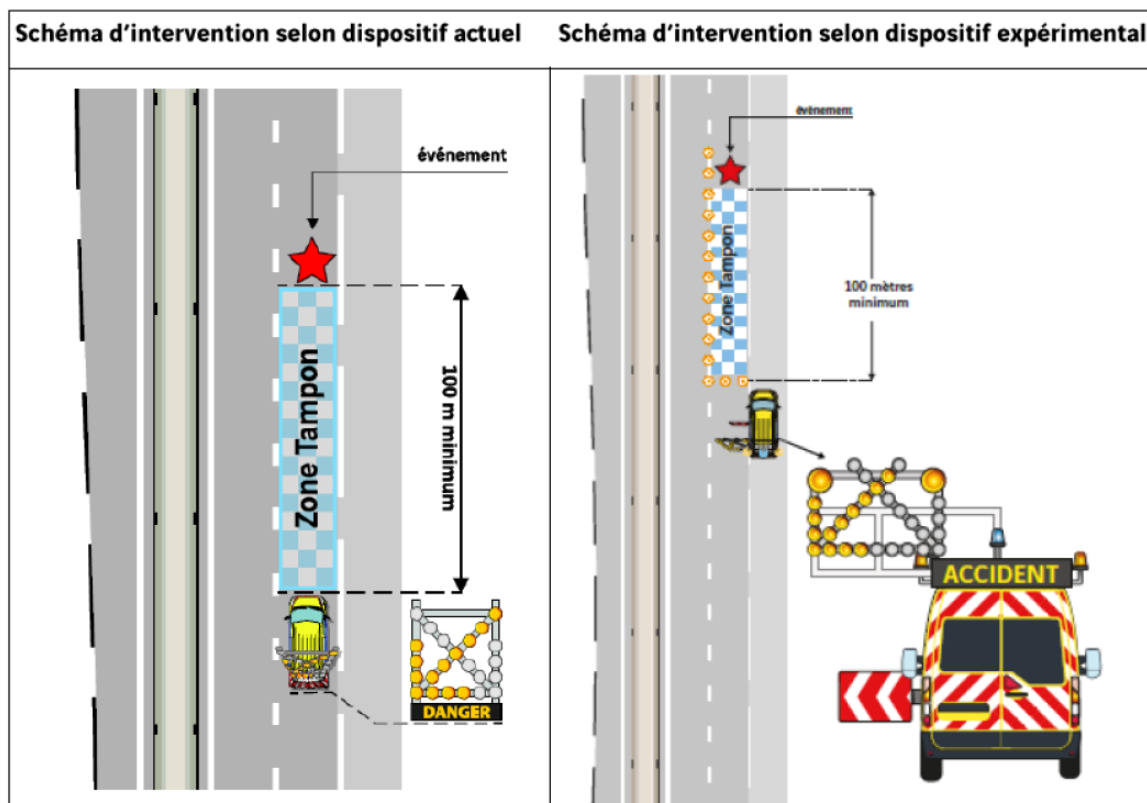 Schéma d'intervention selon dispositif actuel
Schéma d'intervention selon dispositif expérimental
événement
Zone Tampon
100 m minimum
DANGER
événement
Zone Tampon
100 mètres
minimum
ACCIDENT